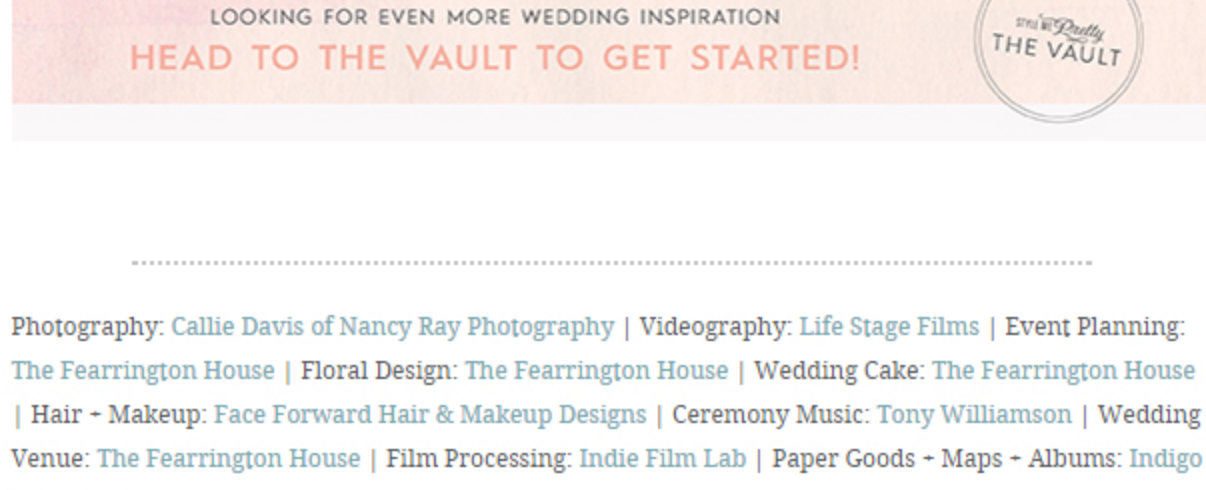 LOOKING FOR EVEN MORE WEDDING INSPIRATION
HEAD TO THE VAULT TO GET STARTED!
STYLE ME Pretty
THE VAULT
Photography: Callie Davis of Nancy Ray Photography | Videography: Life Stage Films | Event Planning:
The Fearrington House | Floral Design: The Fearrington House | Wedding Cake: The Fearrington House
| Hair + Makeup: Face Forward Hair & Makeup Designs | Ceremony Music: Tony Williamson | Wedding
Venue: The Fearrington House | Film Processing: Indie Film Lab | Paper Goods + Maps + Albums: Indigo